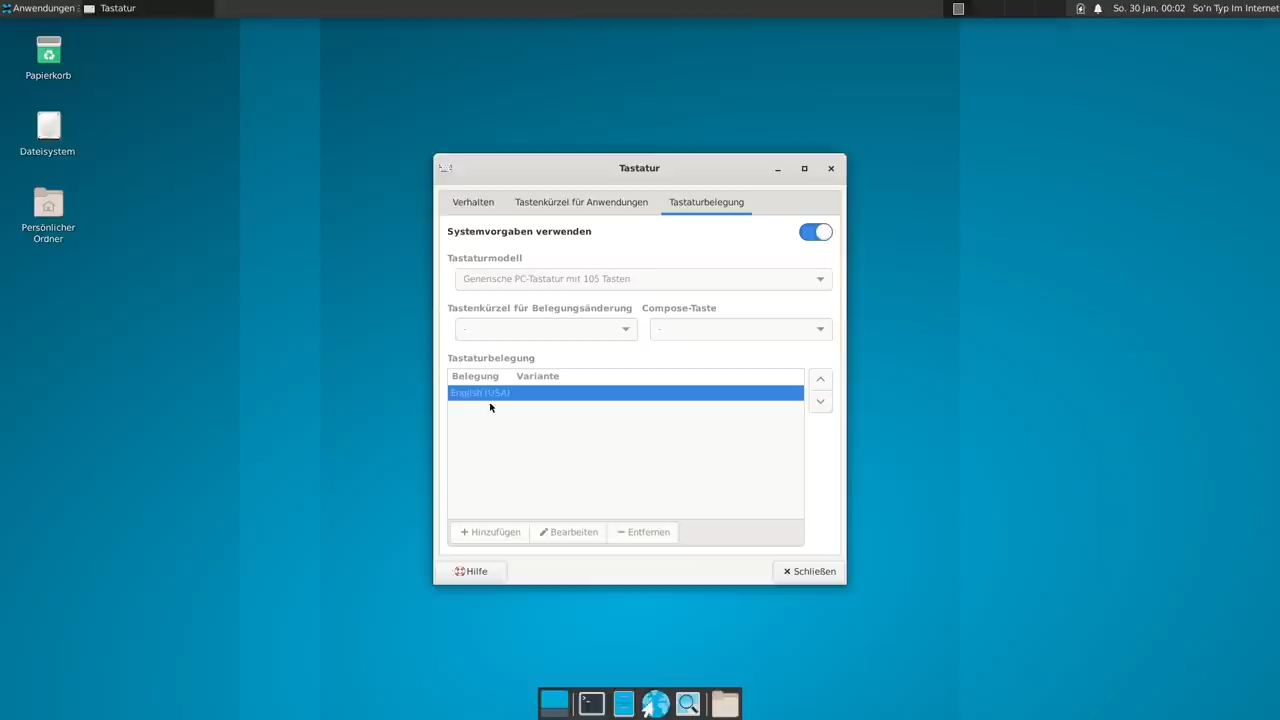 Anwendungen
Tastatur
So. 30 Jan, 00:02
So'n Typ Im Internet
Papierkorb
Dateisystem
Persönlicher
Ordner
Tastatur
Verhalten
Tastenkürzel für Anwendungen
Tastaturbelegung
Systemvorgaben verwenden
Tastaturmodell
Generische PC-Tastatur mit 105 Tasten
Tastenkürzel für Belegungsänderung
Compose-Taste
-
-
Tastaturbelegung
Belegung
Variante
English (USA)
Hinzufügen
Bearbeiten
Entfernen
Hilfe
Schließen